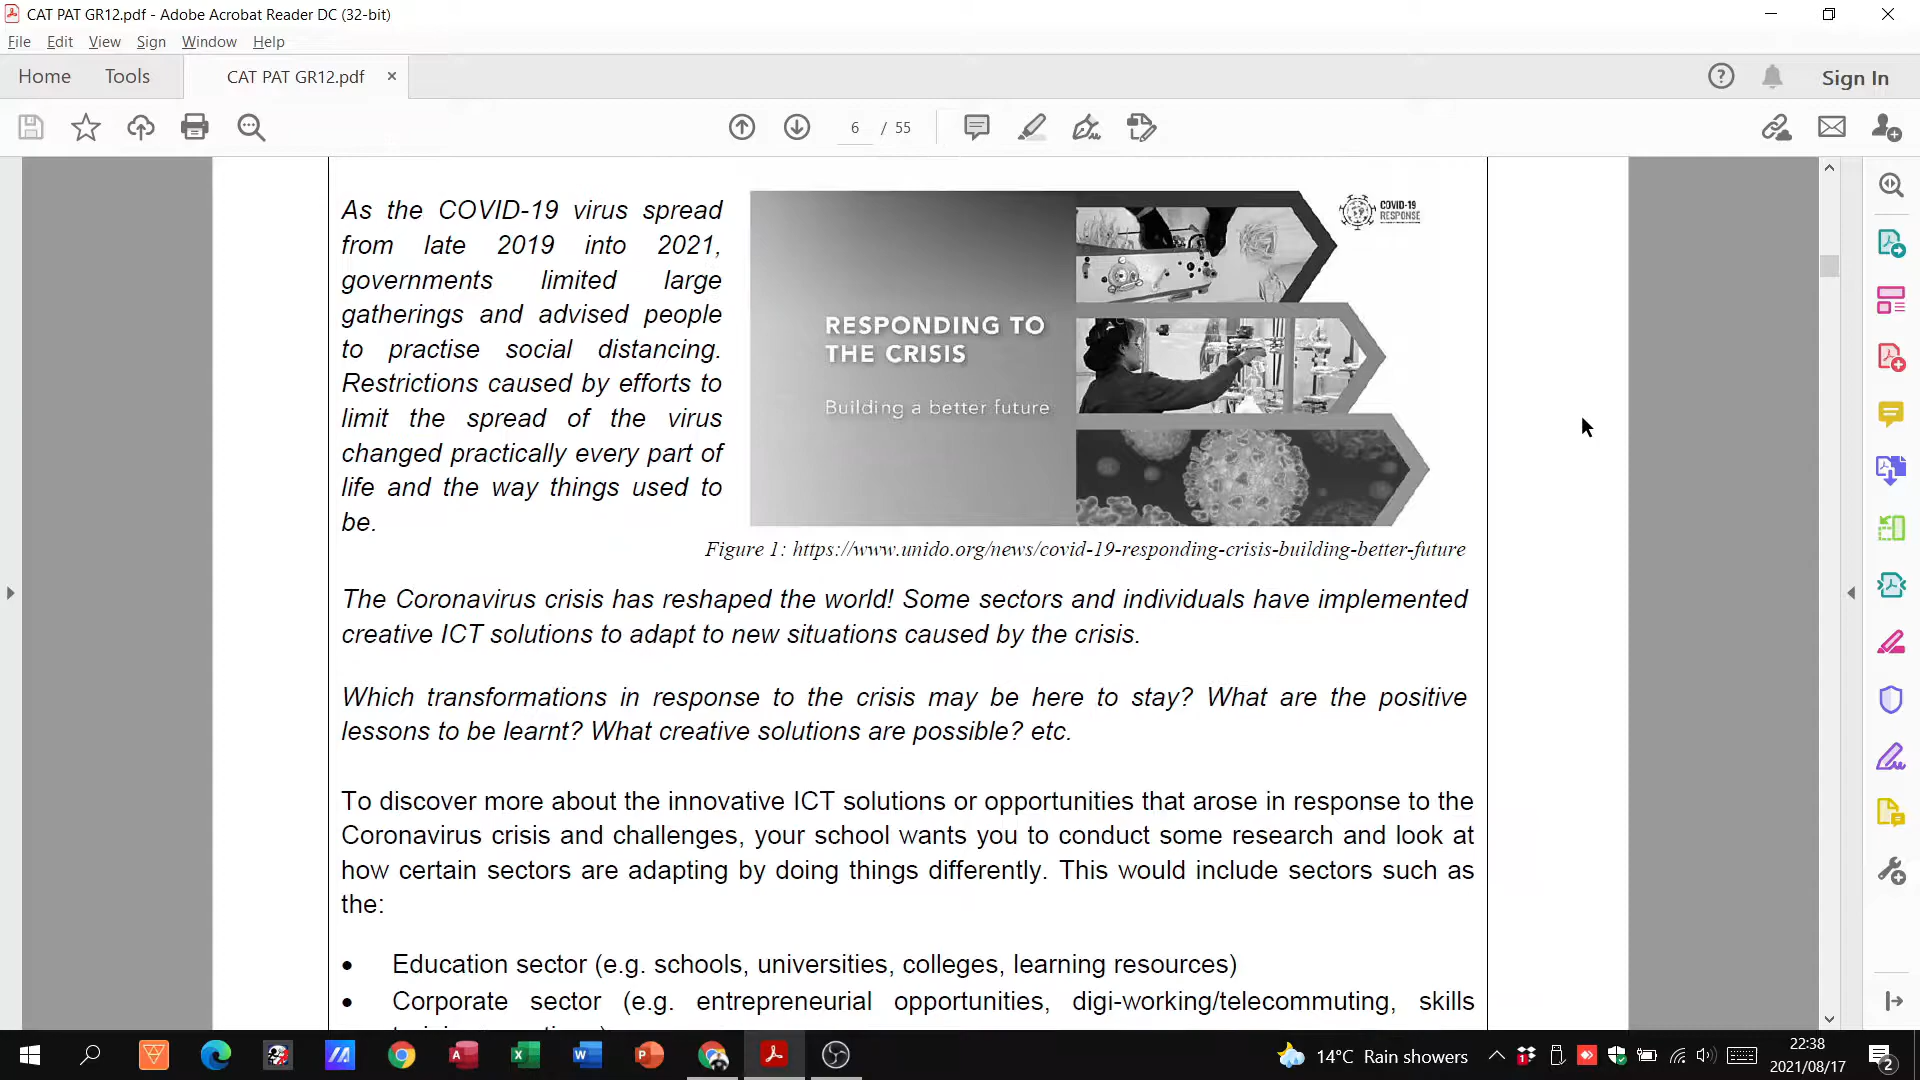 CAT PAT GR12.pdf - Adobe Acrobat Reader DC (32-bit)
File Edit View Sign Window Help
Home Tools CAT PAT GR12.pdf × Sign In
6 / 55
As the COVID-19 virus spread
from late 2019 into 2021,
governments limited large
gatherings and advised people
to practise social distancing.
Restrictions caused by efforts to
limit the spread of the virus
changed practically every part of
life and the way things used to
be.
COVID-19
RESPONSE
RESPONDING TO
THE CRISIS
Building a better future
Figure 1: https://www.unido.org/news/covid-19-responding-crisis-building-better-future
The Coronavirus crisis has reshaped the world! Some sectors and individuals have implemented
creative ICT solutions to adapt to new situations caused by the crisis.
Which transformations in response to the crisis may be here to stay? What are the positive
lessons to be learnt? What creative solutions are possible? etc.
To discover more about the innovative ICT solutions or opportunities that arose in response to the
Coronavirus crisis and challenges, your school wants you to conduct some research and look at
how certain sectors are adapting by doing things differently. This would include sectors such as
the:
• Education sector (e.g. schools, universities, colleges, learning resources)
• Corporate sector (e.g. entrepreneurial opportunities, digi-working/telecommuting, skills
14°C Rain showers
22:38
2021/08/17
2